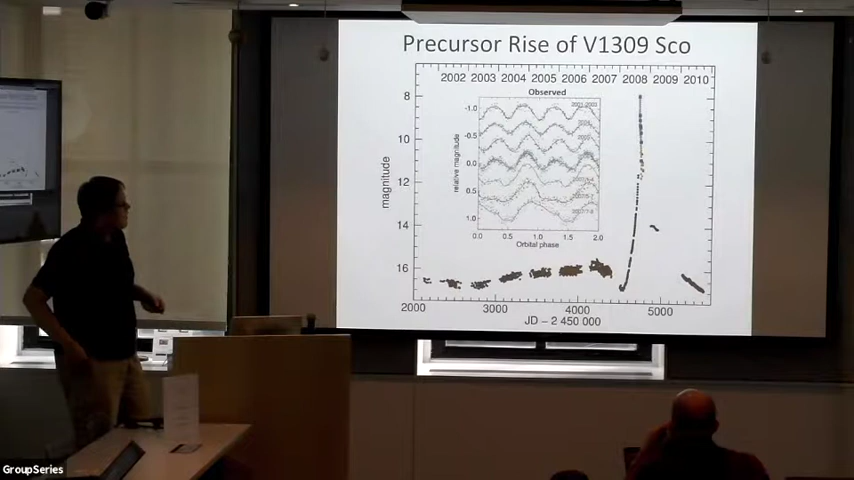 Precursor Rise of V1309 Sco
2002 2003 2004 2005 2006 2007 2008 2009 2010
Observed
8
10
12
14
16
magnitude
-1.0
-0.5
0.0
0.5
1.0
relative magnitude
0.0 0.5 1.0 1.5 2.0
Orbital phase
2000 3000 4000 5000
JD – 2 450 000
GroupSeries